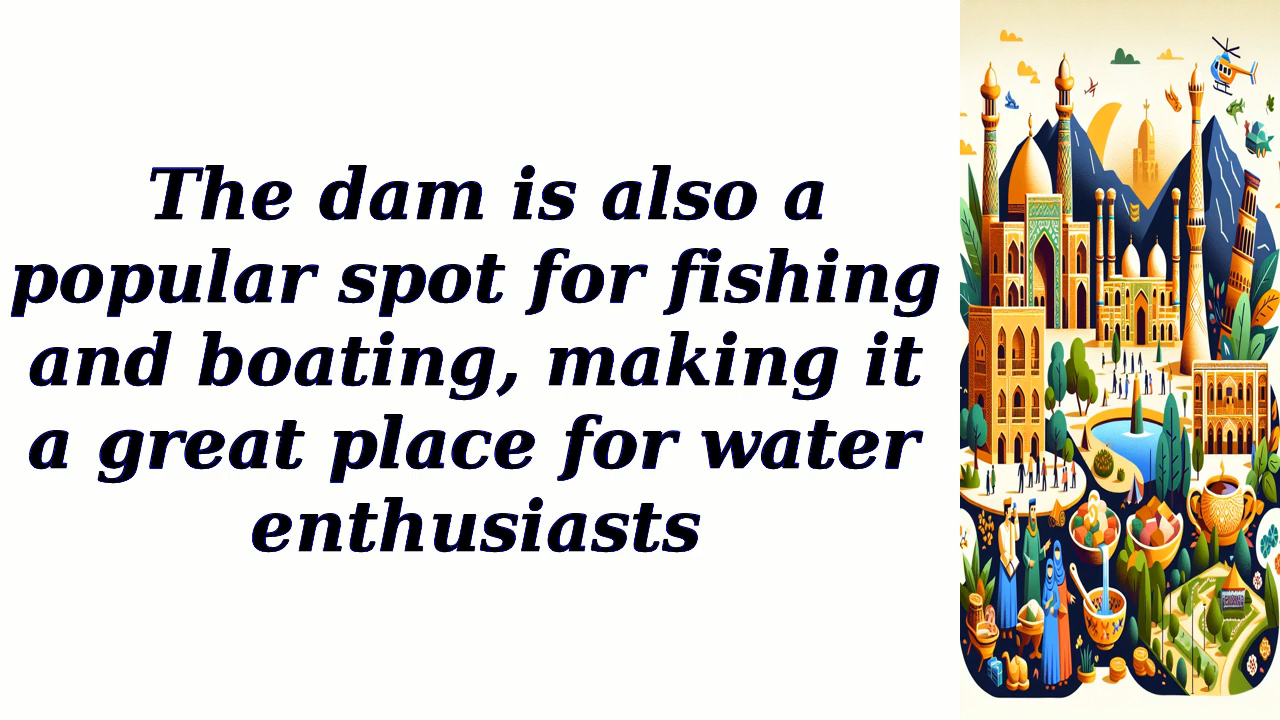 The dam is also a
popular spot for fishing
and boating, making it
a great place for water
enthusiasts